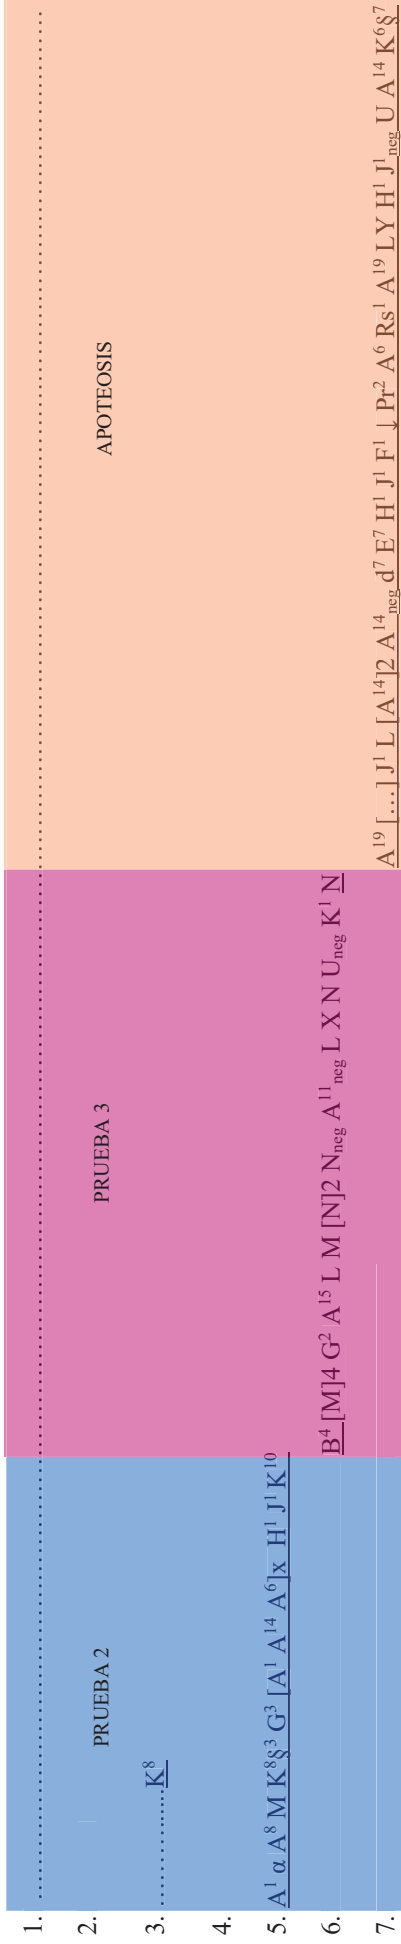 1. ........................................................................
2. PRUEBA 2 PRUEBA 3 APOTEOSIS
3. ............K⁸
4.
5. A¹ α A⁸ M K⁸§³ G³ [A¹ A¹⁴ A⁶]x H¹ J¹ K¹⁰
6. B⁴ [M]4 G² A¹⁵ L M [N]2 Nneg A¹¹neg L X N Uneg K¹ N
7. A¹⁹ [...] J¹ L [A¹⁴]2 A¹⁴neg d⁷ E⁷ H¹ J¹ F¹ ↓ Pr² A⁶ Rs¹ A¹⁹ LY H¹ J¹neg U A¹⁴ K⁶§⁷